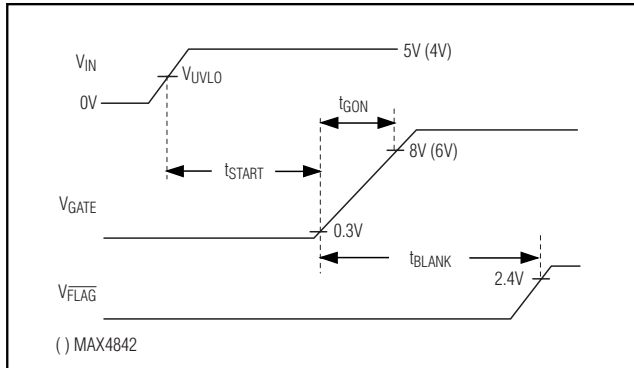 5V (4V)
VIN
VUVLO
0V
tGON
8V (6V)
tSTART
VGATE
0.3V
tBLANK
2.4V
VFLAG
( ) MAX4842